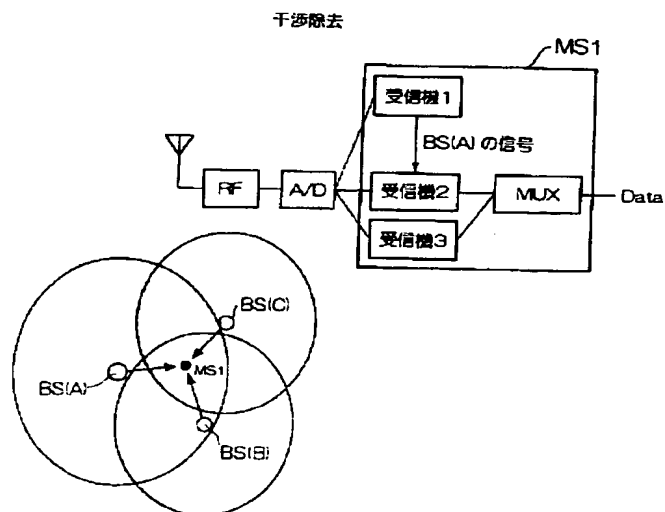 干渉除去
MS1
受信機1
BS(A)の信号
RF
A/D
受信機2
MUX
Data
受信機3
BS(C)
BS(A)
MS1
BS(B)